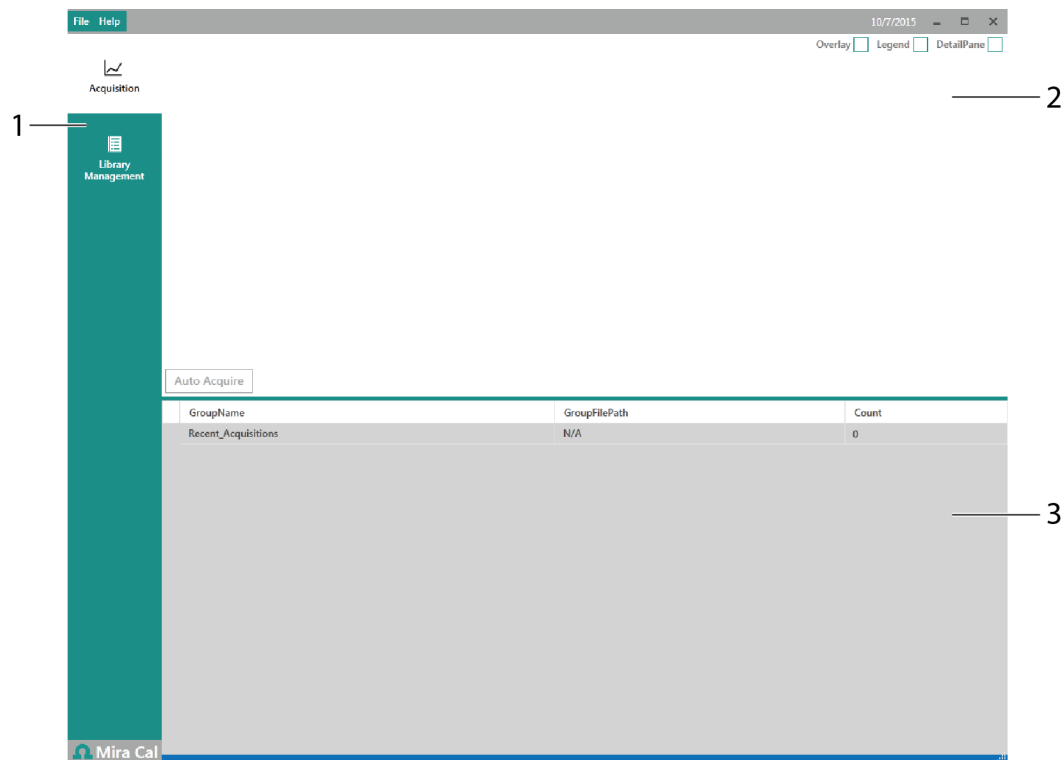 File Help 10/7/2015
Overlay Legend DetailPane
Acquisition
2
1
Library
Management
Auto Acquire
GroupName GroupFilePath Count
Recent_Acquisitions N/A 0
3
Mira Cal